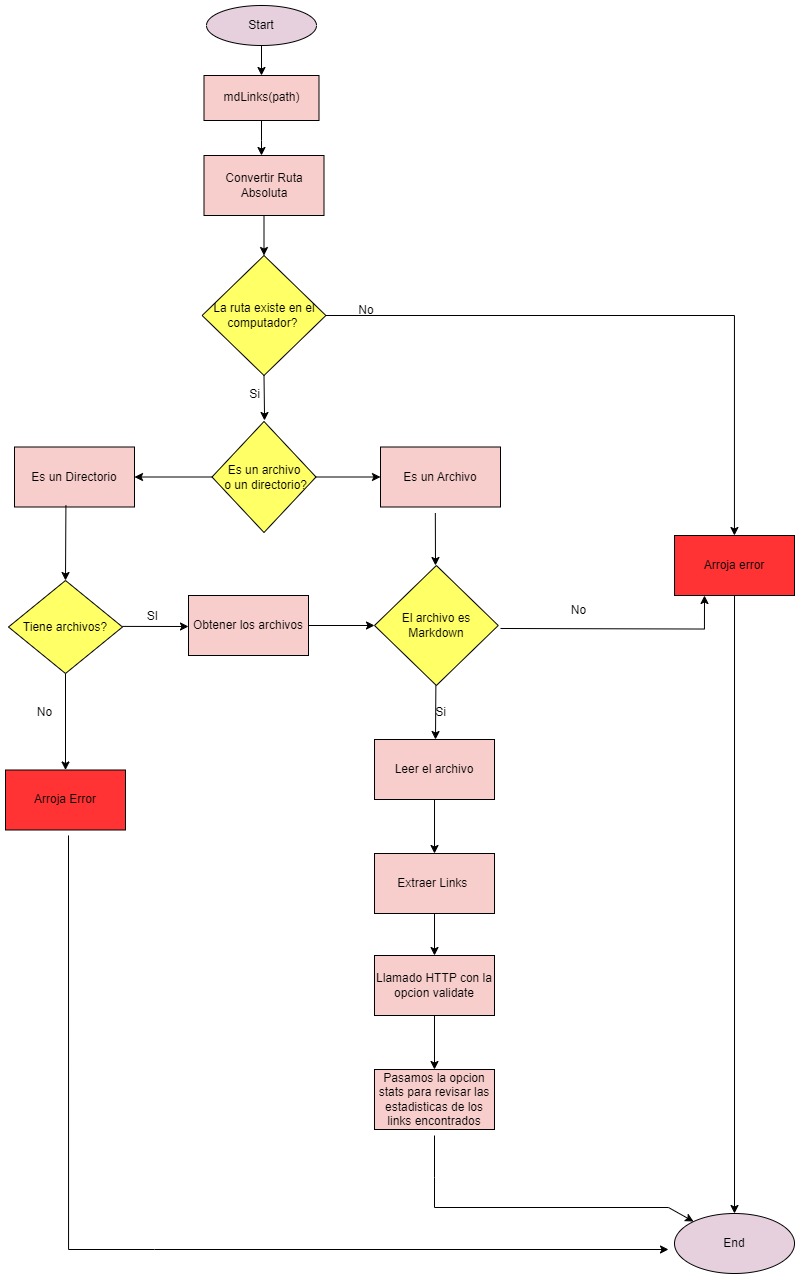 Start
mdLinks(path)
Convertir Ruta
Absoluta
La ruta existe en el
computador?
No
Si
Es un Directorio
Es un archivo
o un directorio?
Es un Archivo
Arroja error
Tiene archivos?
SI
Obtener los archivos
El archivo es
Markdown
No
No
Si
Arroja Error
Leer el archivo
Extraer Links
Llamado HTTP con la
opcion validate
Pasamos la opcion
stats para revisar las
estadisticas de los
links encontrados
End